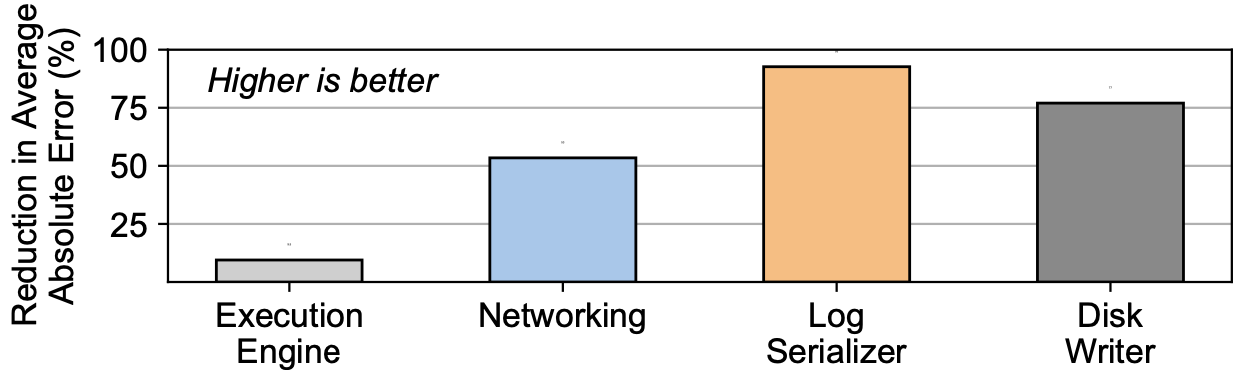 Reduction in Average
Absolute Error (%)
100
75
50
25
Higher is better
Execution
Engine
Networking
Log
Serializer
Disk
Writer